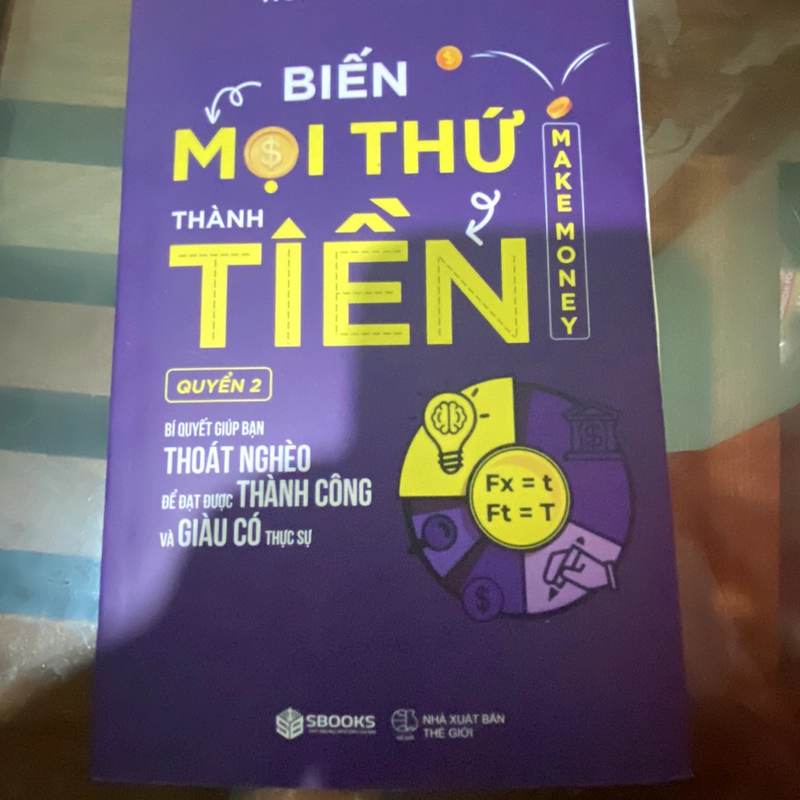 BIẾN
MỌI THỨ
THÀNH
TIỀN
MAKE MONEY
QUYỂN 2
BÍ QUYẾT GIÚP BẠN
THOÁT NGHÈO
ĐỂ ĐẠT ĐƯỢC THÀNH CÔNG
VÀ GIÀU CÓ THỰC SỰ
Fx = t
Ft = T
SBOOKS
NHÀ XUẤT BẢN
THẾ GIỚI